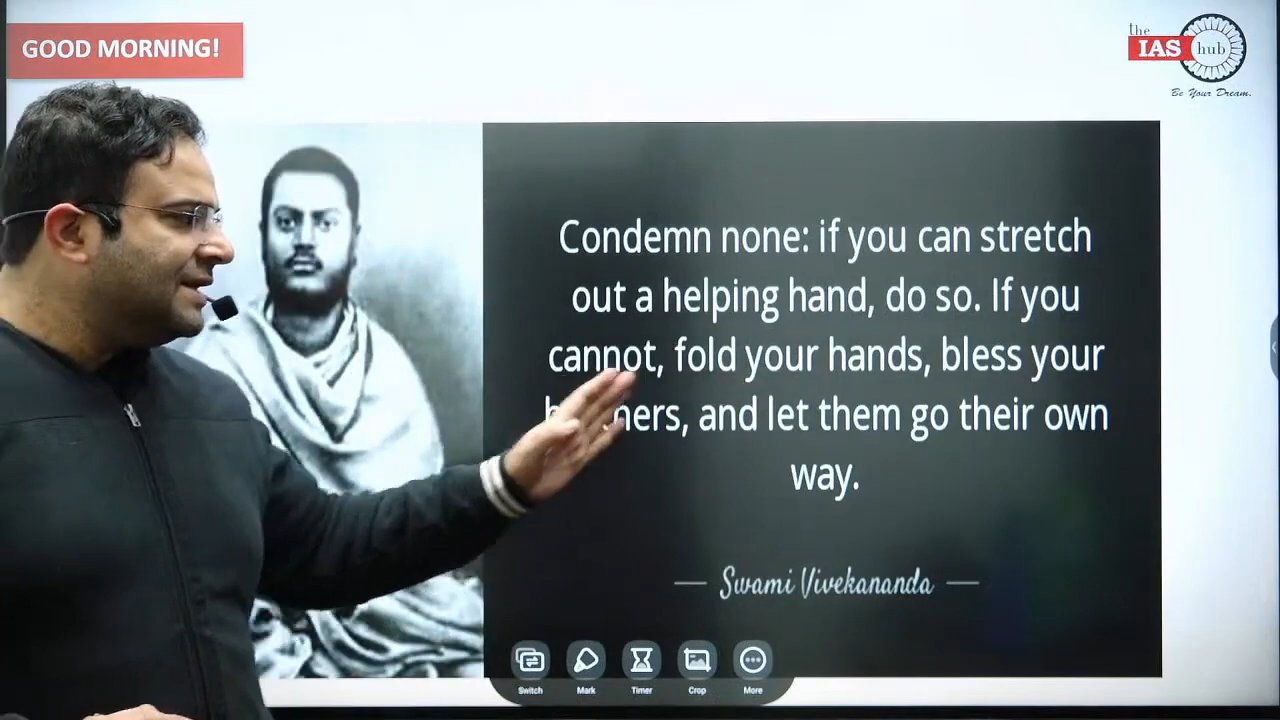 GOOD MORNING!
the
IAS hub
Be Your Dream.
Condemn none: if you can stretch
out a helping hand, do so. If you
cannot, fold your hands, bless your
and let them go their own
way.
Swami Vivekananda
Switch Mark Timer Crop More